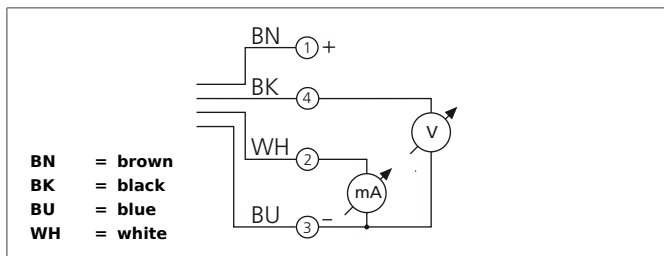 BN 1 +
BK 4
V
WH 2
mA
BU 3 −
BN = brown
BK = black
BU = blue
WH = white